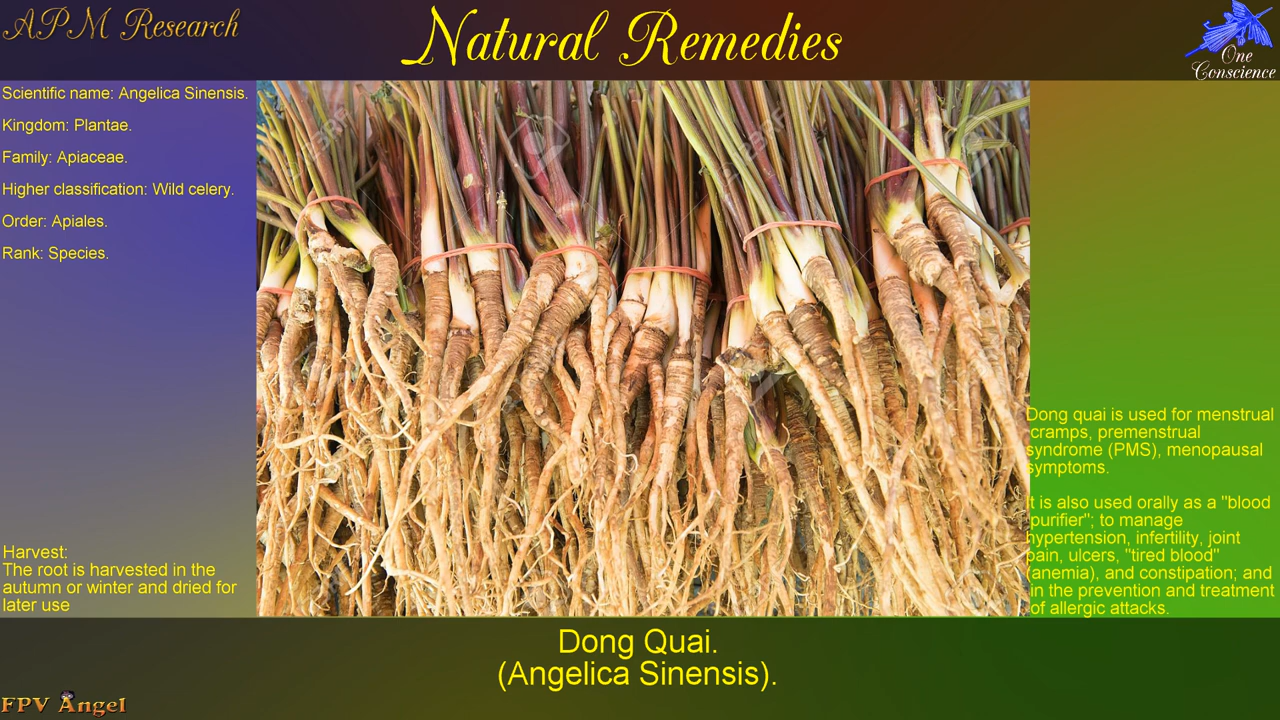 APM Research
Natural Remedies
One
Conscience
Scientific name: Angelica Sinensis.
Kingdom: Plantae.
Family: Apiaceae.
Higher classification: Wild celery.
Order: Apiales.
Rank: Species.
Harvest:
The root is harvested in the
autumn or winter and dried for
later use
Dong quai is used for menstrual
cramps, premenstrual
syndrome (PMS), menopausal
symptoms.
It is also used orally as a "blood
purifier"; to manage
hypertension, infertility, joint
pain, ulcers, "tired blood"
(anemia), and constipation; and
in the prevention and treatment
of allergic attacks.
Dong Quai.
(Angelica Sinensis).
FPV Angel